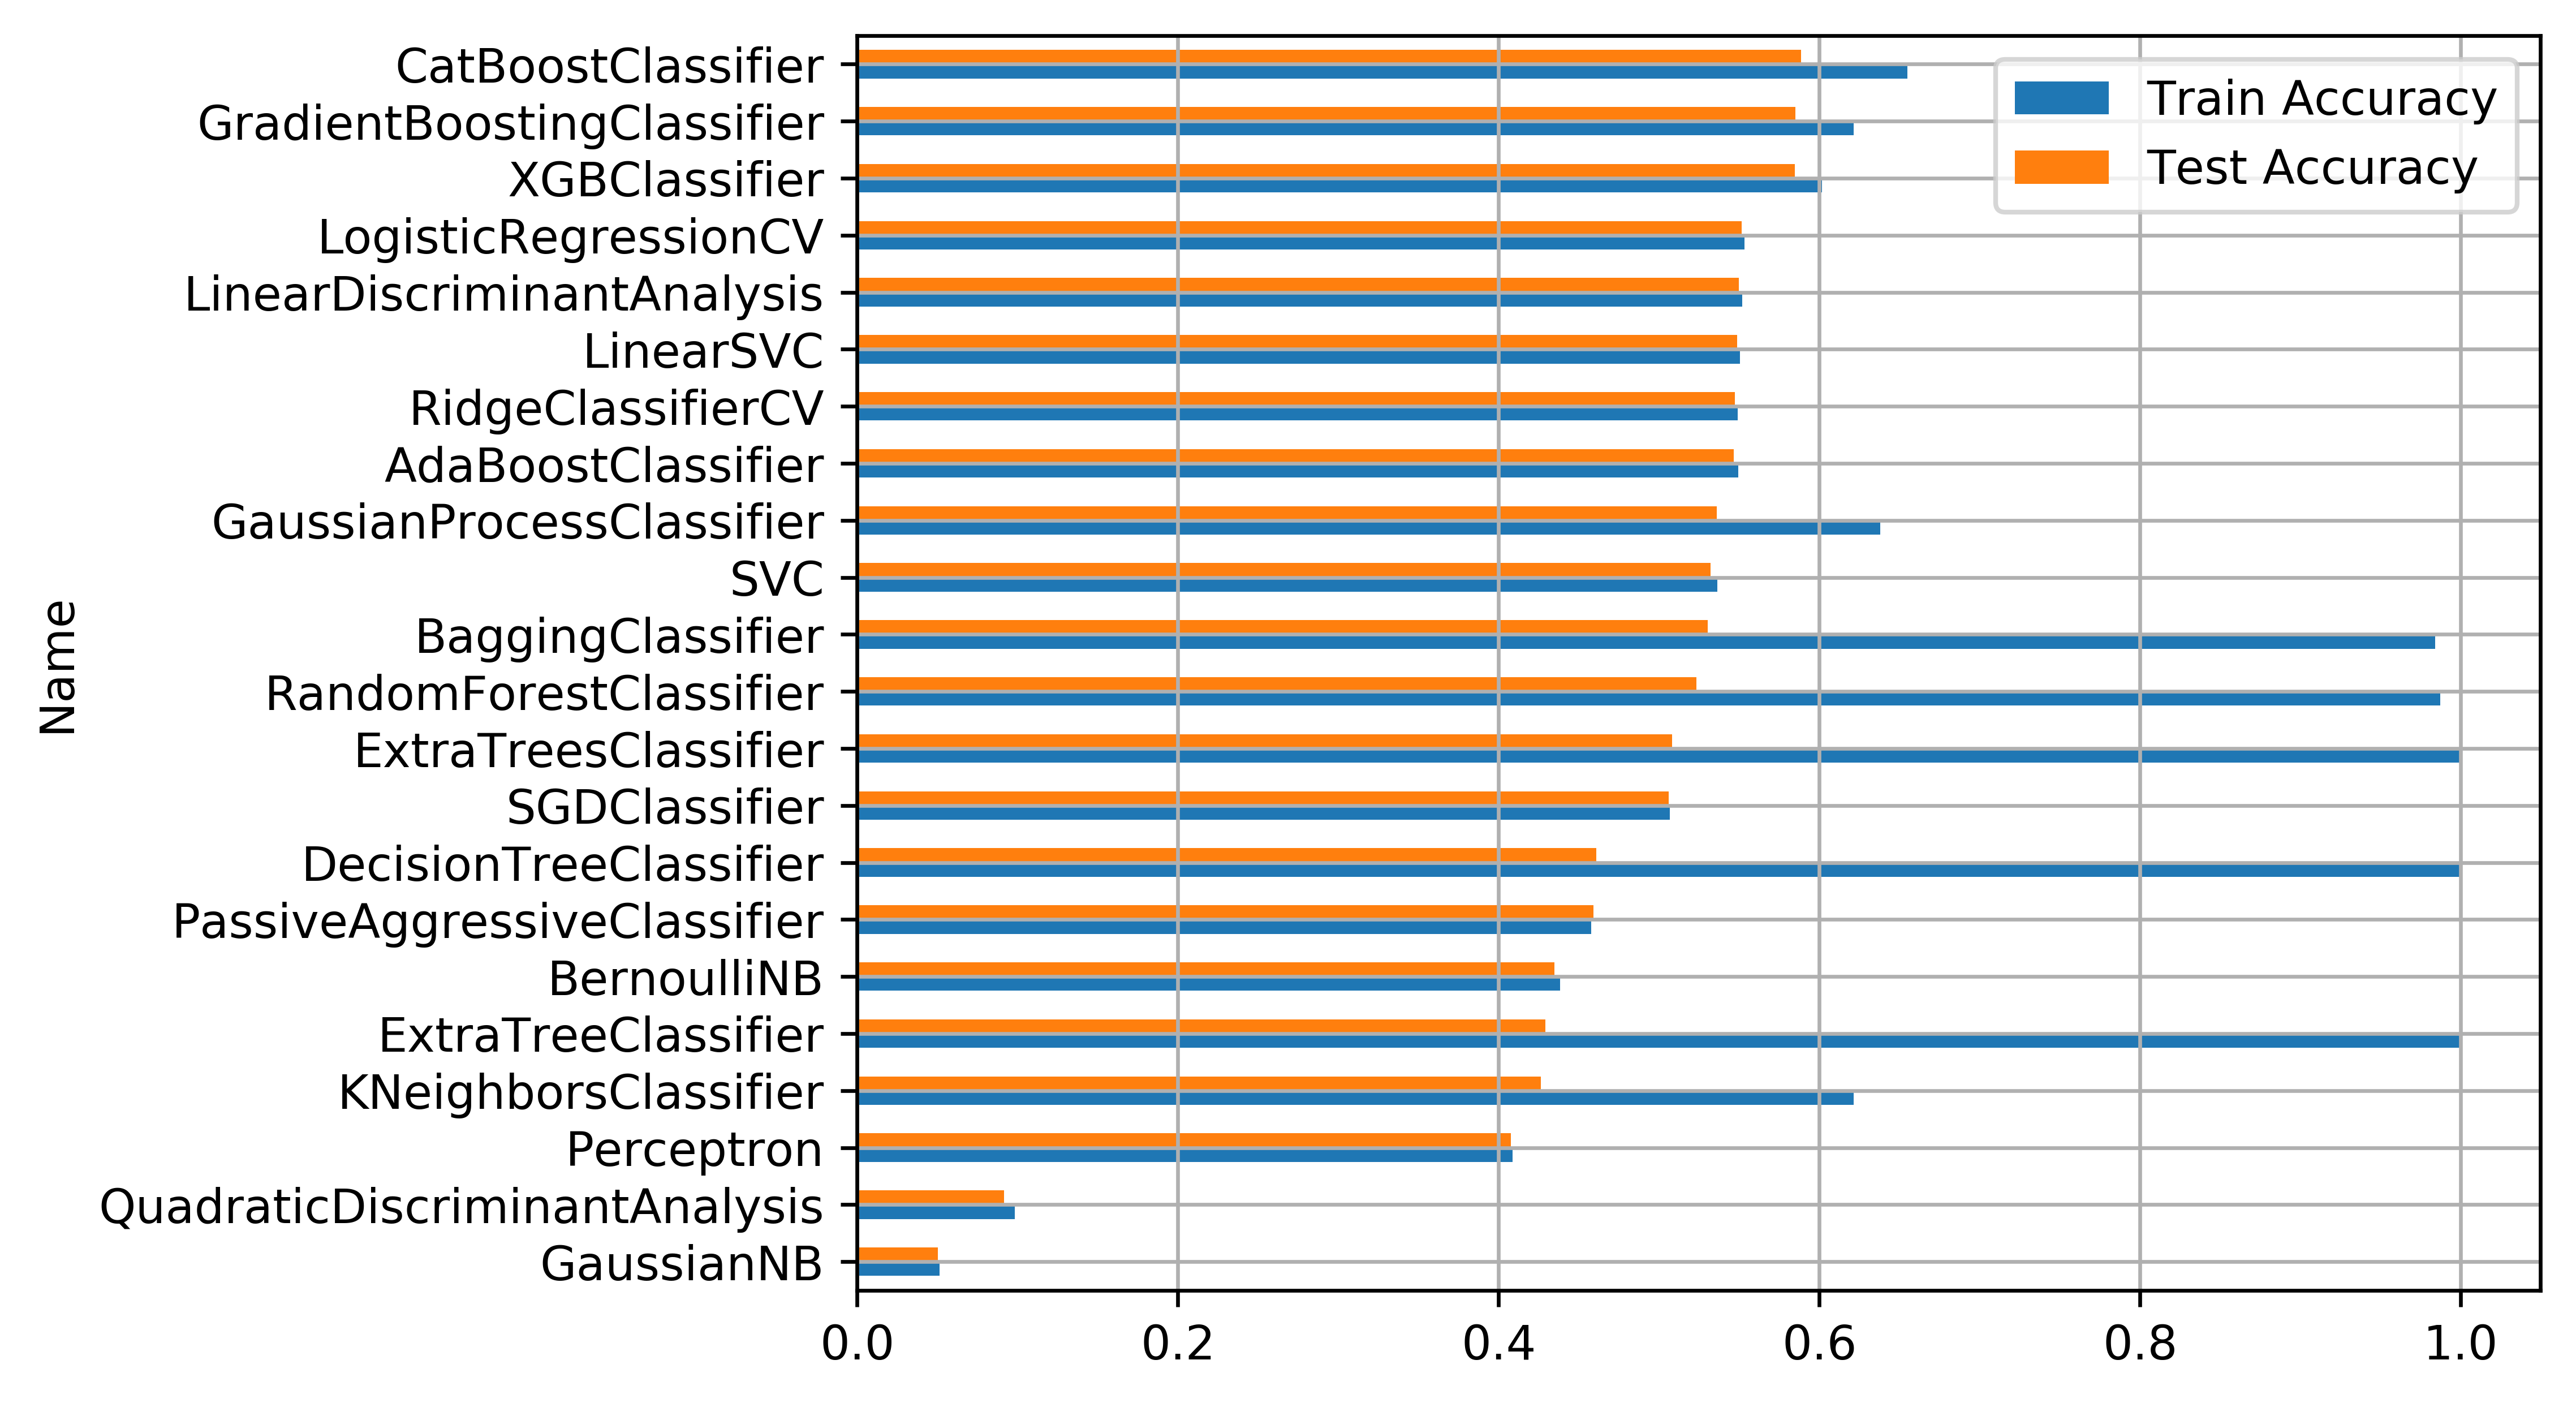 CatBoostClassifier
GradientBoostingClassifier
XGBClassifier
LogisticRegressionCV
LinearDiscriminantAnalysis
LinearSVC
RidgeClassifierCV
AdaBoostClassifier
GaussianProcessClassifier
SVC
BaggingClassifier
RandomForestClassifier
ExtraTreesClassifier
SGDClassifier
DecisionTreeClassifier
PassiveAggressiveClassifier
BernoulliNB
ExtraTreeClassifier
KNeighborsClassifier
Perceptron
QuadraticDiscriminantAnalysis
GaussianNB
Name
Train Accuracy
Test Accuracy
0.0 0.2 0.4 0.6 0.8 1.0